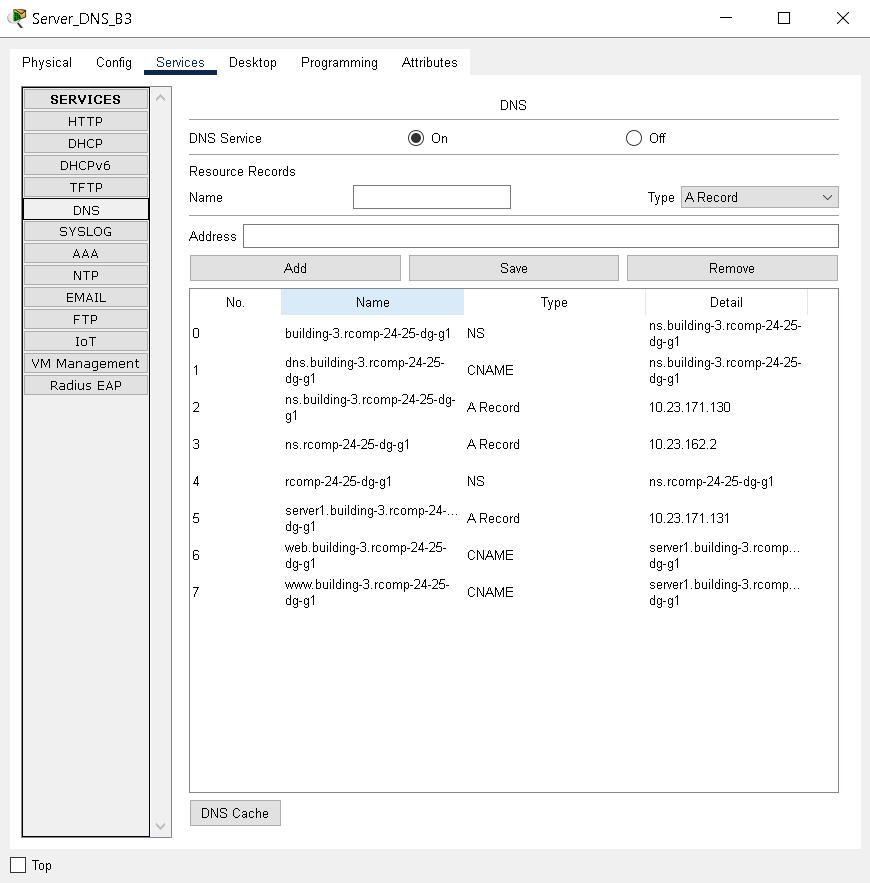 Server_DNS_B3
Physical Config Services Desktop Programming Attributes
SERVICES
HTTP
DHCP
DHCPv6
TFTP
DNS
SYSLOG
AAA
NTP
EMAIL
FTP
IoT
VM Management
Radius EAP
DNS
DNS Service On Off
Resource Records
Name Type A Record
Address
Add Save Remove
No. Name Type Detail
0 building-3.rcomp-24-25-dg-g1 NS ns.building-3.rcomp-24-25-
dg-g1
1 dns.building-3.rcomp-24-25- CNAME ns.building-3.rcomp-24-25-
dg-g1 dg-g1
2 ns.building-3.rcomp-24-25-dg- A Record 10.23.171.130
g1
3 ns.rcomp-24-25-dg-g1 A Record 10.23.162.2
4 rcomp-24-25-dg-g1 NS ns.rcomp-24-25-dg-g1
5 server1.building-3.rcomp-24-... A Record 10.23.171.131
dg-g1
6 web.building-3.rcomp-24-25- CNAME server1.building-3.rcomp...
dg-g1 dg-g1
7 www.building-3.rcomp-24-25- CNAME server1.building-3.rcomp...
dg-g1 dg-g1
DNS Cache
Top